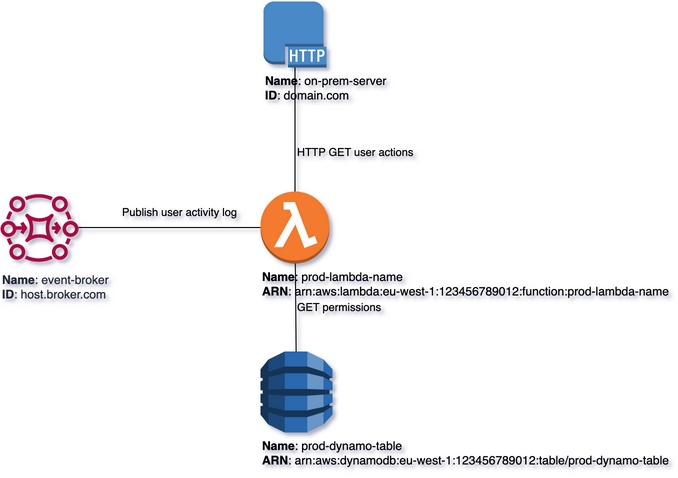 HTTP
Name: on-prem-server
ID: domain.com
HTTP GET user actions
Publish user activity log
Name: event-broker
ID: host.broker.com
Name: prod-lambda-name
ARN: arn:aws:lambda:eu-west-1:123456789012:function:prod-lambda-name
GET permissions
Name: prod-dynamo-table
ARN: arn:aws:dynamodb:eu-west-1:123456789012:table/prod-dynamo-table